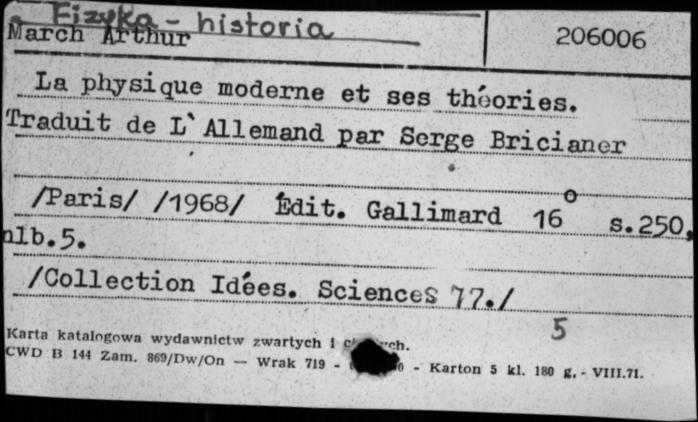 Fizyka - historia
March Arthur
206006
La physique moderne et ses théories.
Traduit de L`Allemand par Serge Bricianer
/Paris/ /1968/ Édit. Gallimard 16° s.250,
nlb.5.
/Collection Idées. Sciences 77./
5
Karta katalogowa wydawnictw zwartych i
CWD B 144 Zam. 869/Dw/On — Wrak 719 - - Karton 5 kl. 180 g. - VIII.71.